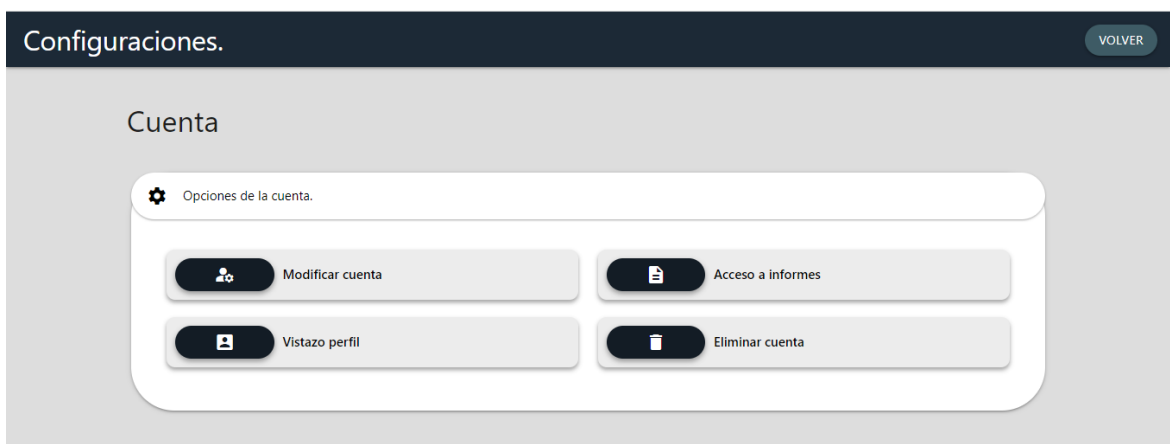 Configuraciones.
VOLVER
Cuenta
Opciones de la cuenta.
Modificar cuenta
Acceso a informes
Vistazo perfil
Eliminar cuenta